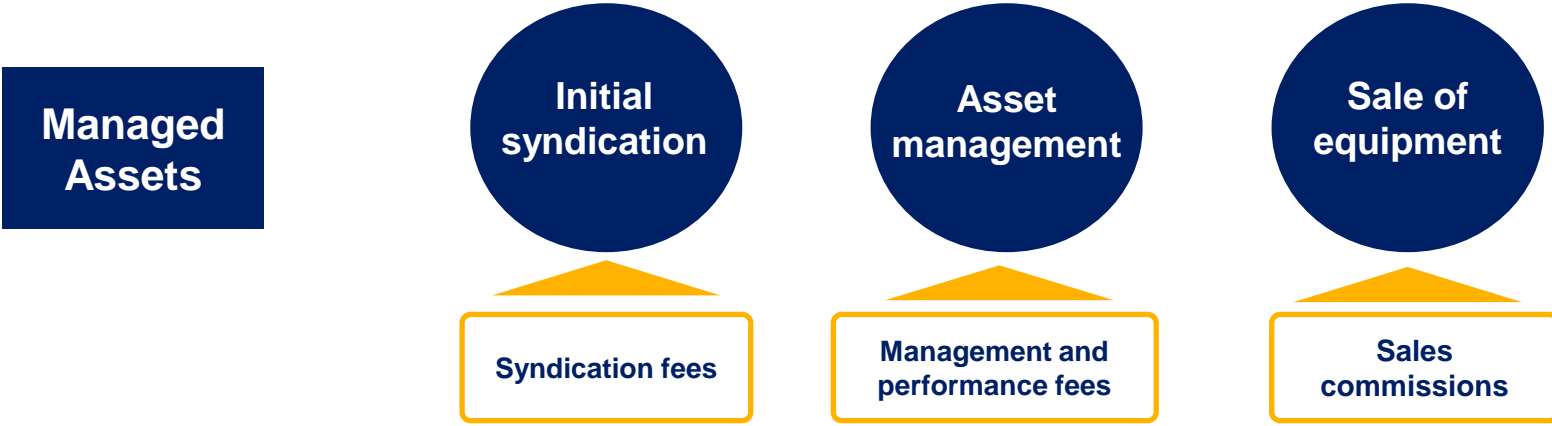 Managed
Assets
Initial
syndication
Asset
management
Sale of
equipment
Syndication fees
Management and
performance fees
Sales
commissions